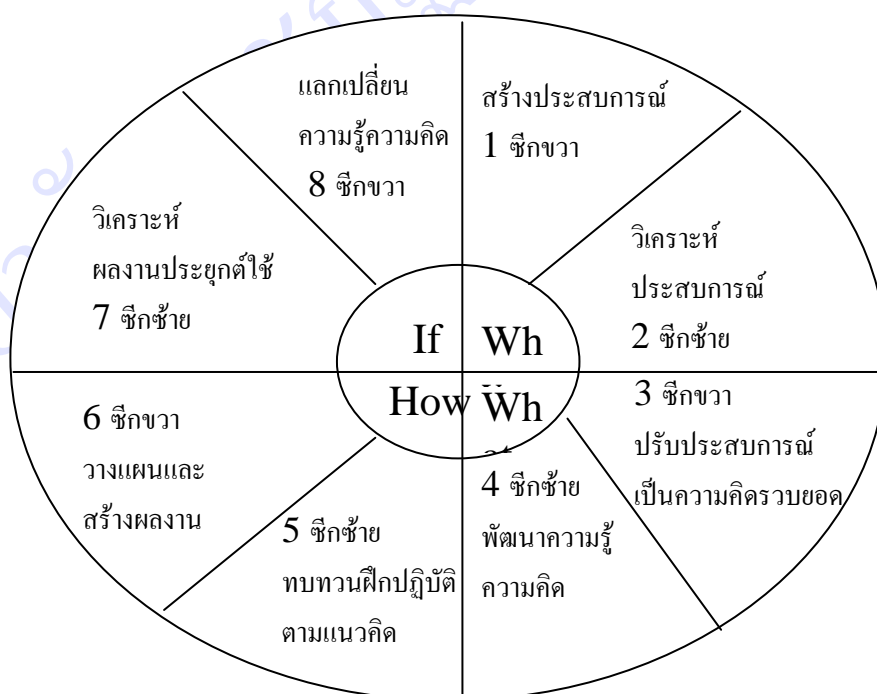 แลกเปลี่ยน
ความรู้ความคิด
8 ซีกขวา
สร้างประสบการณ์
1 ซีกขวา
วิเคราะห์
ผลงานประยุกต์ใช้
7 ซีกซ้าย
วิเคราะห์
ประสบการณ์
2 ซีกซ้าย
If Wh
How Wh
3 ซีกขวา
ปรับประสบการณ์
เป็นความคิดรวบยอด
6 ซีกขวา
วางแผนและ
สร้างผลงาน
4 ซีกซ้าย
พัฒนาความรู้
ความคิด
5 ซีกซ้าย
ทบทวนฝึกปฏิบัติ
ตามแนวคิด